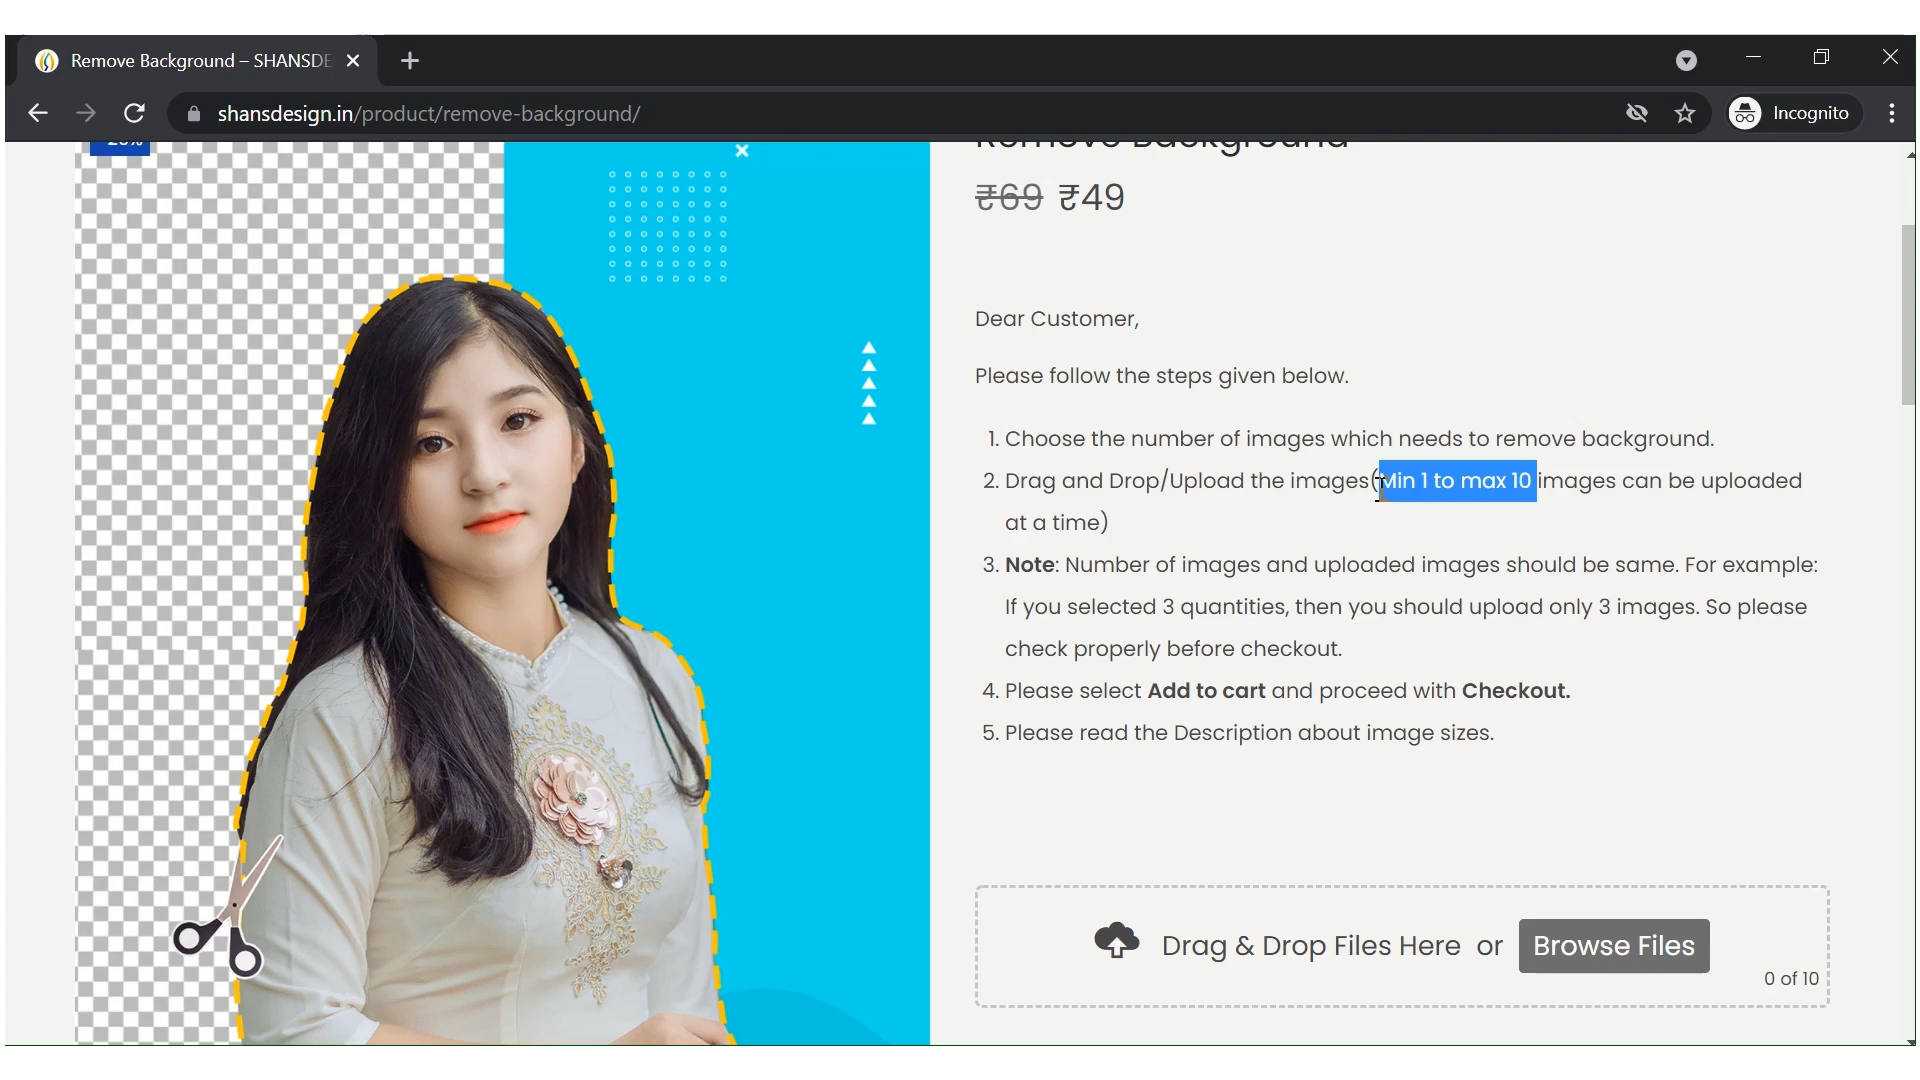 Remove Background – SHANSDE
shansdesign.in/product/remove-background/
Incognito
Remove Background
₹69 ₹49
Dear Customer,
Please follow the steps given below.
1. Choose the number of images which needs to remove background.
2. Drag and Drop/Upload the images(Min 1 to max 10 images can be uploaded
at a time)
3. Note: Number of images and uploaded images should be same. For example:
If you selected 3 quantities, then you should upload only 3 images. So please
check properly before checkout.
4. Please select Add to cart and proceed with Checkout.
5. Please read the Description about image sizes.
Drag & Drop Files Here or Browse Files
0 of 10